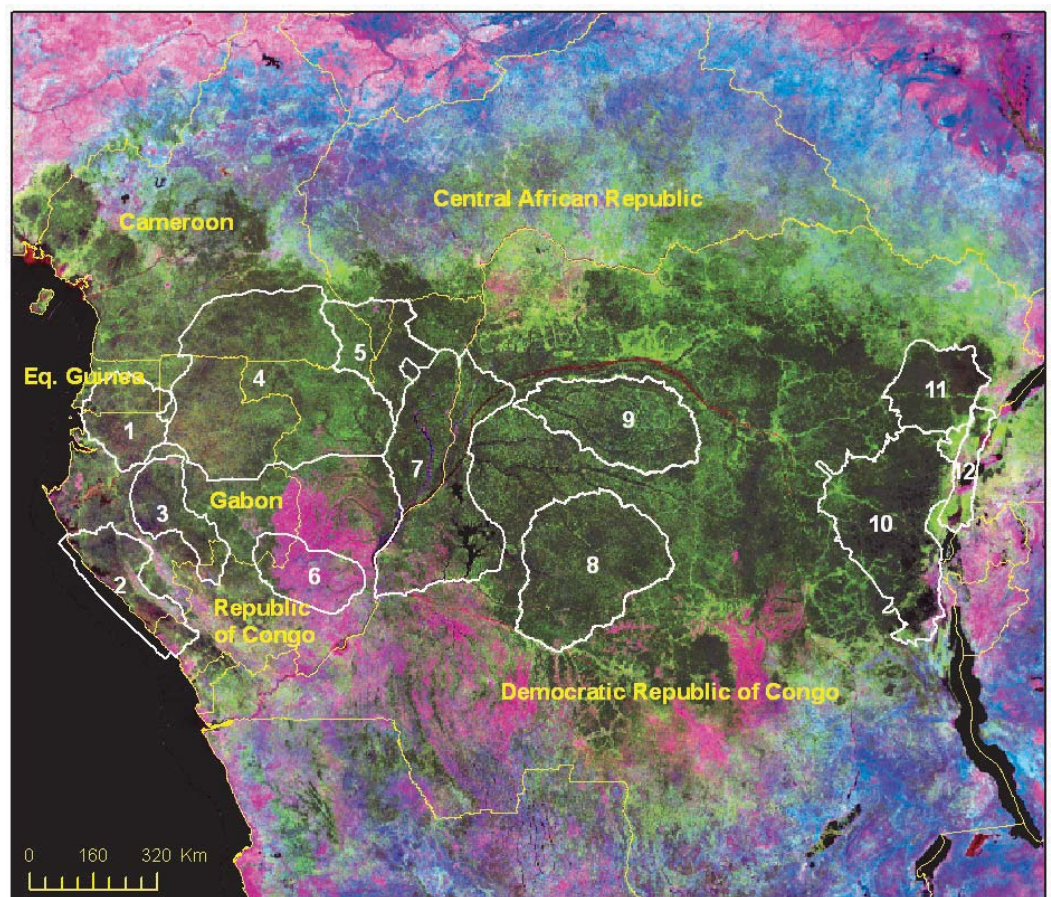 Central African Republic
Cameroon
5
Eq. Guinea
4
11
9
1
7
12
Gabon
3
10
8
2
6
Republic
of Congo
Democratic Republic of Congo
0 160 320 Km